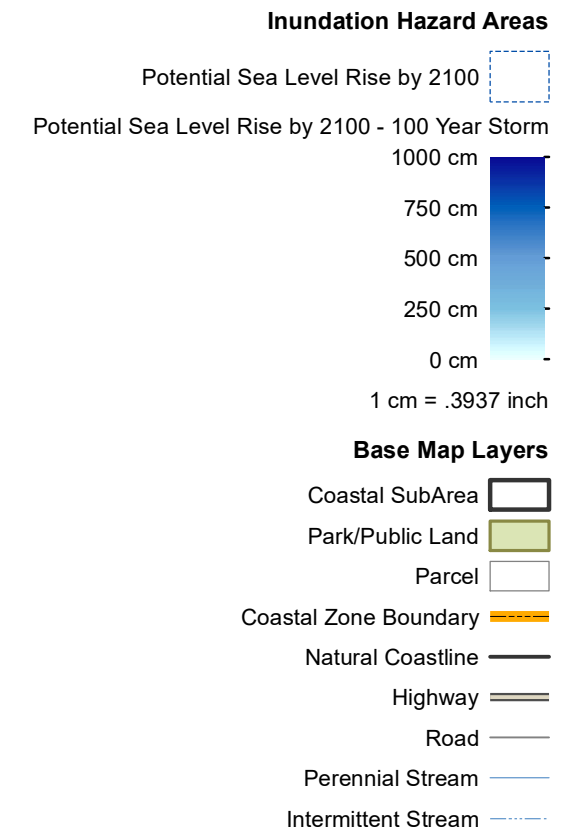 Inundation Hazard Areas
Potential Sea Level Rise by 2100
Potential Sea Level Rise by 2100 - 100 Year Storm
1000 cm
750 cm
500 cm
250 cm
0 cm
1 cm = .3937 inch
Base Map Layers
Coastal SubArea
Park/Public Land
Parcel
Coastal Zone Boundary
Natural Coastline
Highway
Road
Perennial Stream
Intermittent Stream